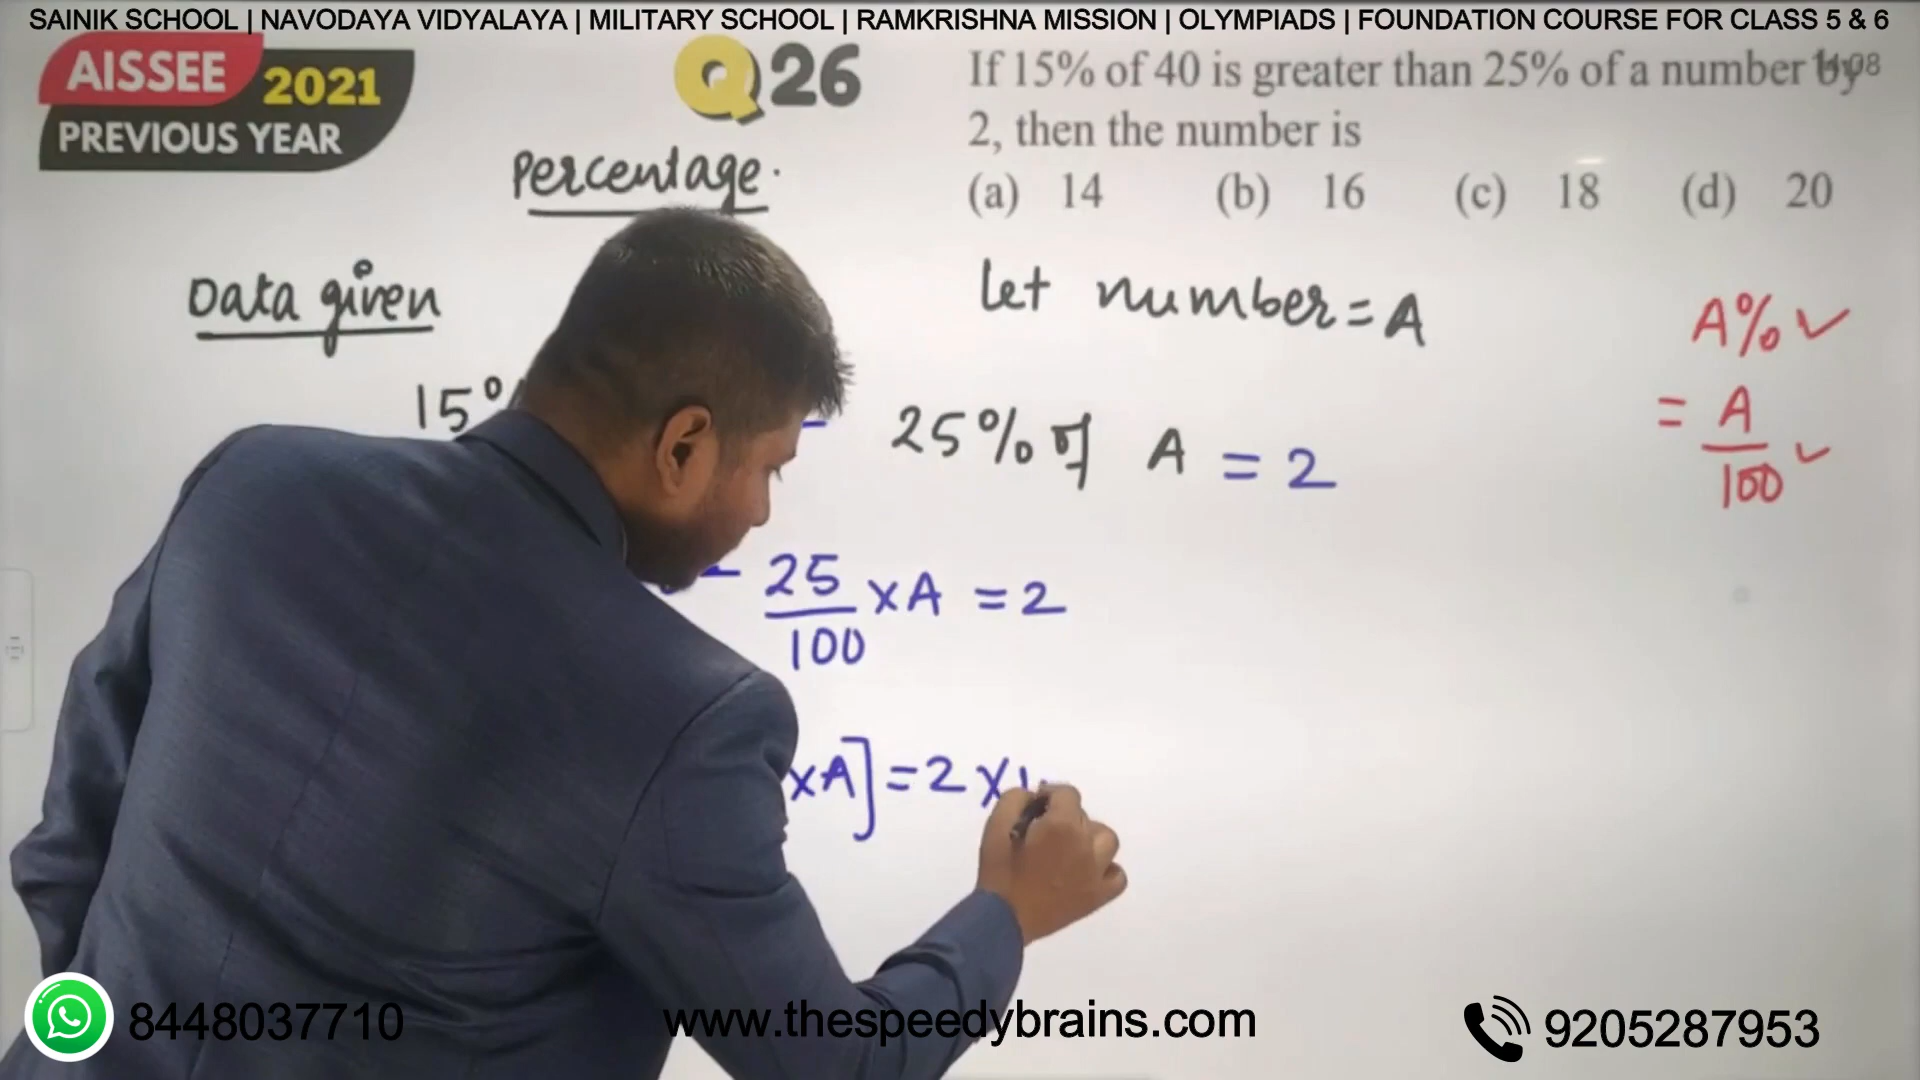 SAINIK SCHOOL | NAVODAYA VIDYALAYA | MILITARY SCHOOL | RAMKRISHNA MISSION | OLYMPIADS | FOUNDATION COURSE FOR CLASS 5 & 6
AISSEE 2021
PREVIOUS YEAR
Q 26
If 15% of 40 is greater than 25% of a number by
2, then the number is
(a) 14 (b) 16 (c) 18 (d) 20
Percentage.
Data given
let number = A
A% ✓
= A/100 ✓
15%
- 25% of A = 2
- 25/100 × A = 2
× A] = 2 ×
8448037710
www.thespeedybrains.com
9205287953